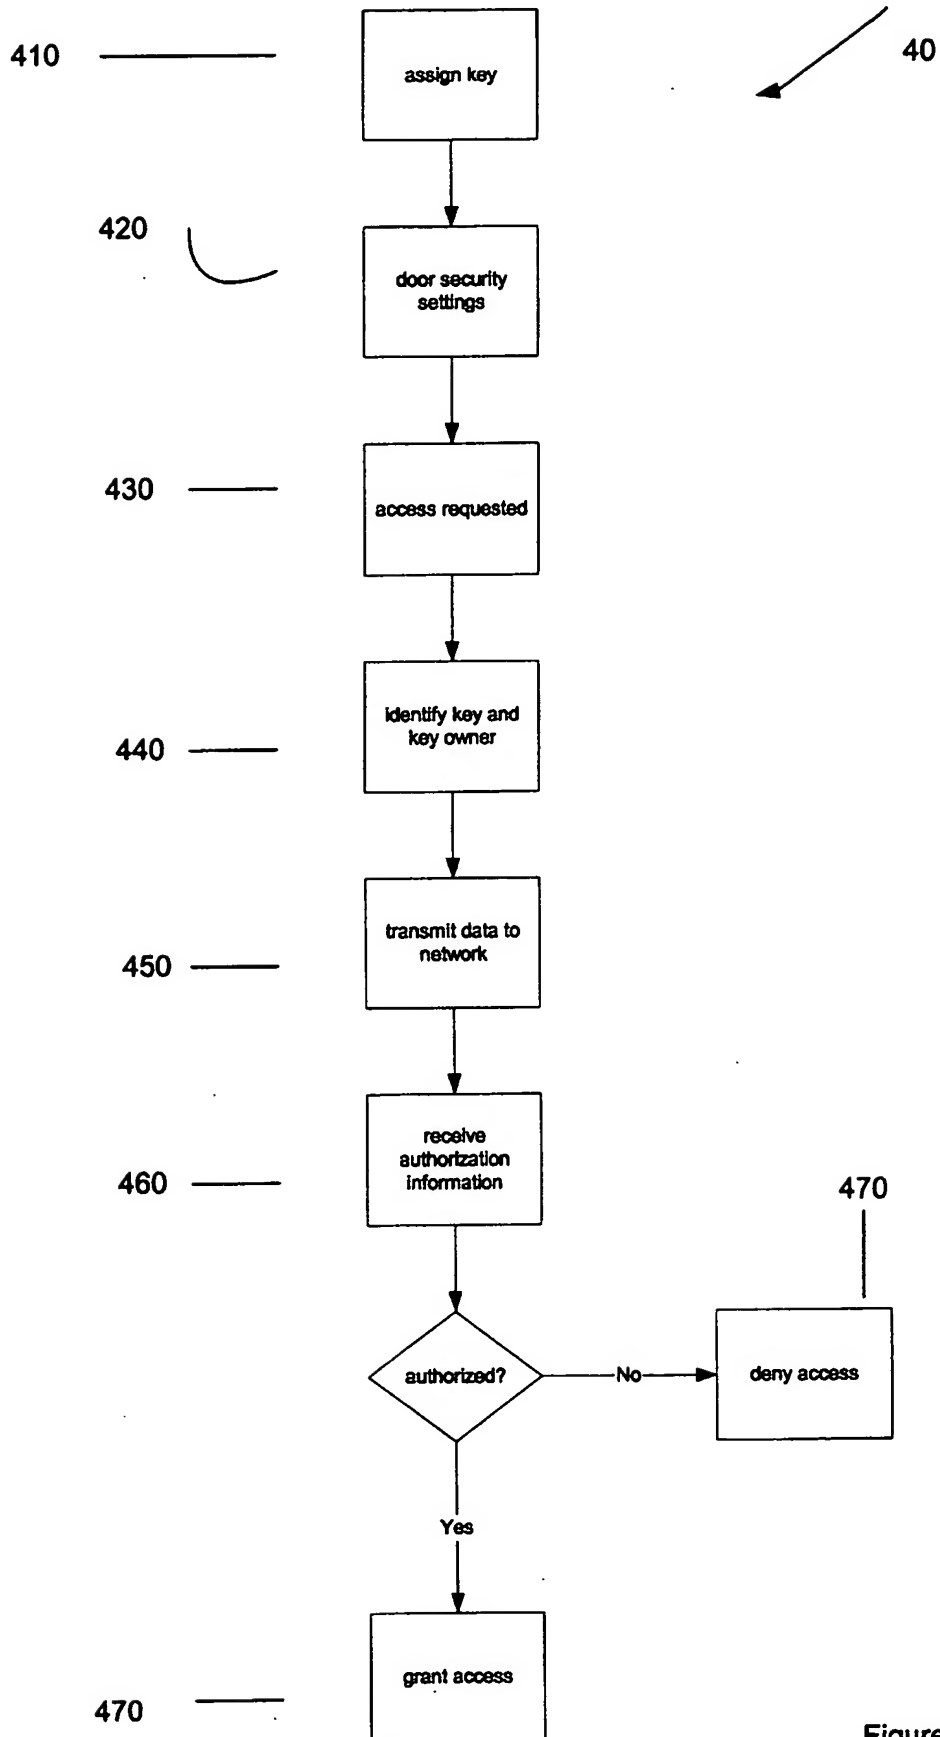 410
assign key
40
420
door security
settings
430
access requested
identify key and
key owner
440
transmit data to
network
450
receive
authorization
information
460
470
authorized?
No
deny access
Yes
grant access
470
Figure